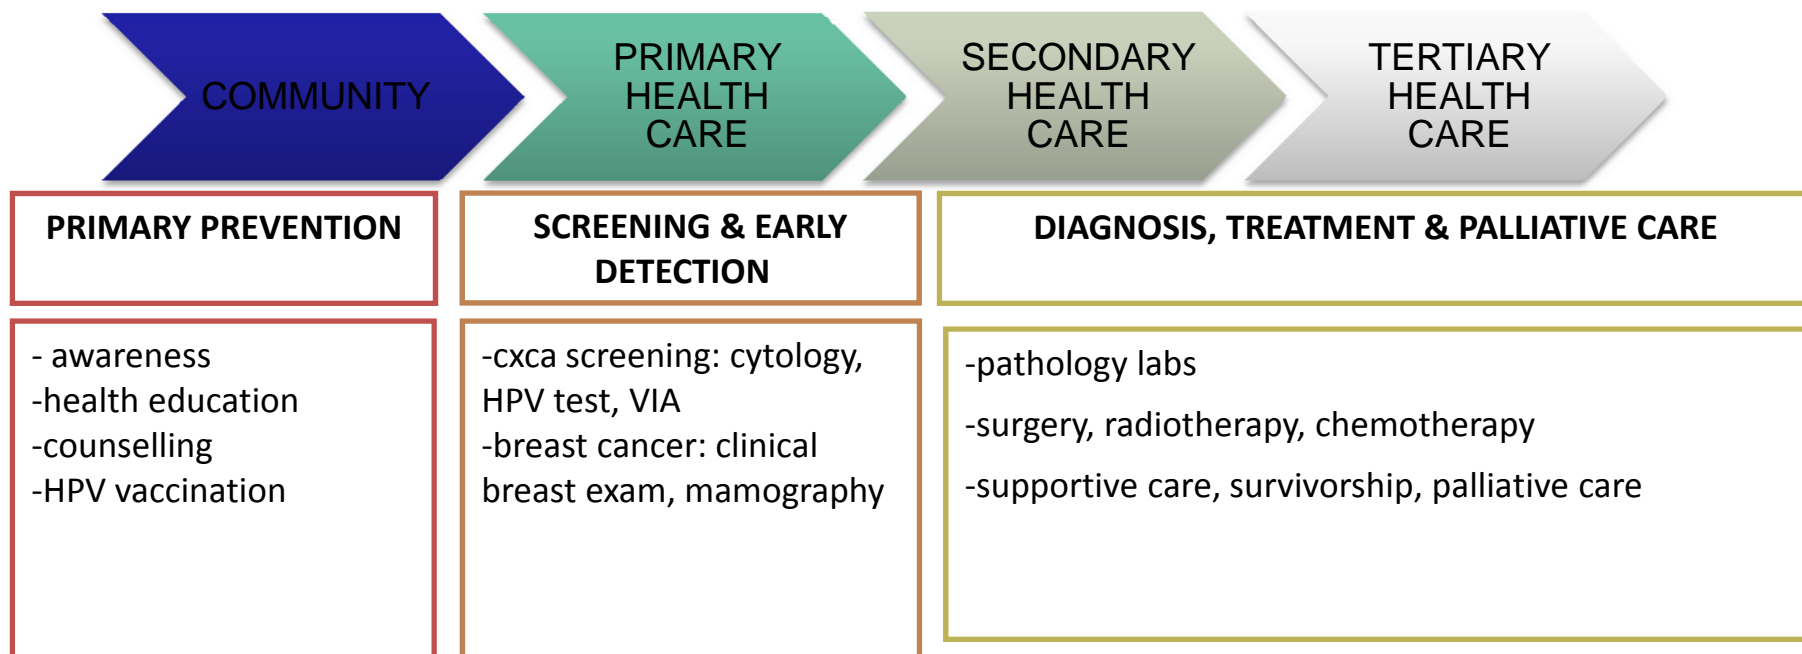 COMMUNITY
PRIMARY
HEALTH
CARE
SECONDARY
HEALTH
CARE
TERTIARY
HEALTH
CARE
PRIMARY PREVENTION
SCREENING & EARLY
DETECTION
DIAGNOSIS, TREATMENT & PALLIATIVE CARE
- awareness
-health education
-counselling
-HPV vaccination
-cxca screening: cytology,
HPV test, VIA
-breast cancer: clinical
breast exam, mamography
-pathology labs
-surgery, radiotherapy, chemotherapy
-supportive care, survivorship, palliative care